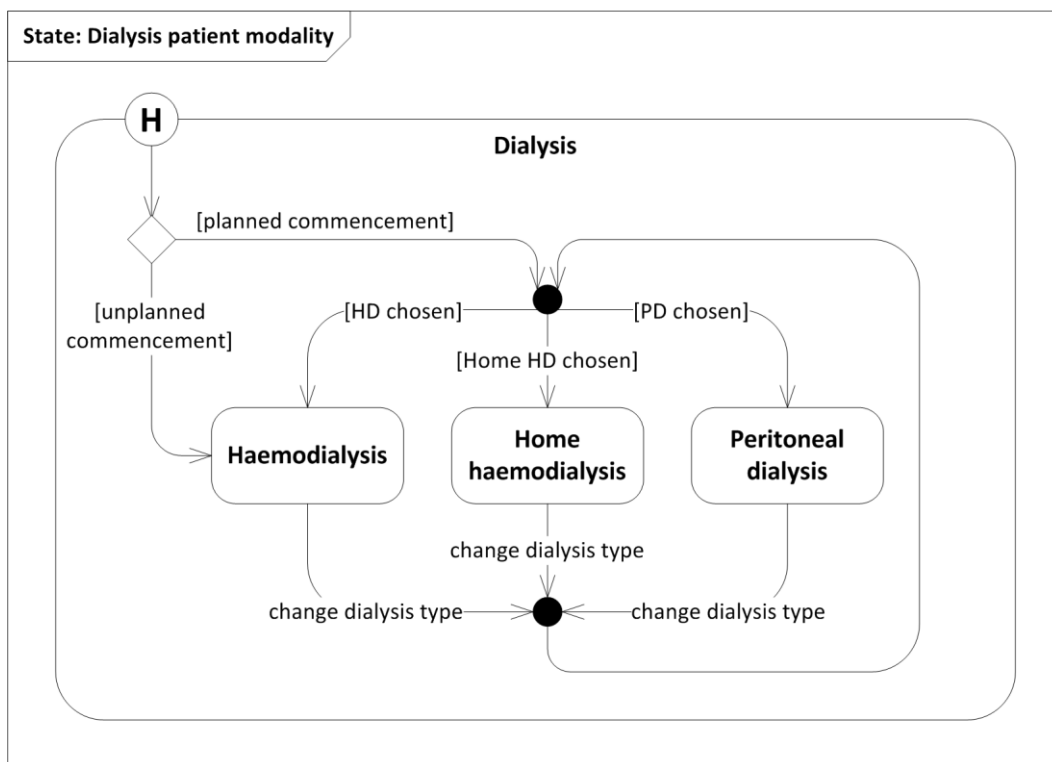 State: Dialysis patient modality
H
Dialysis
[planned commencement]
[unplanned
commencement]
[HD chosen]
[PD chosen]
[Home HD chosen]
Haemodialysis
Home
haemodialysis
Peritoneal
dialysis
change dialysis type
change dialysis type
change dialysis type